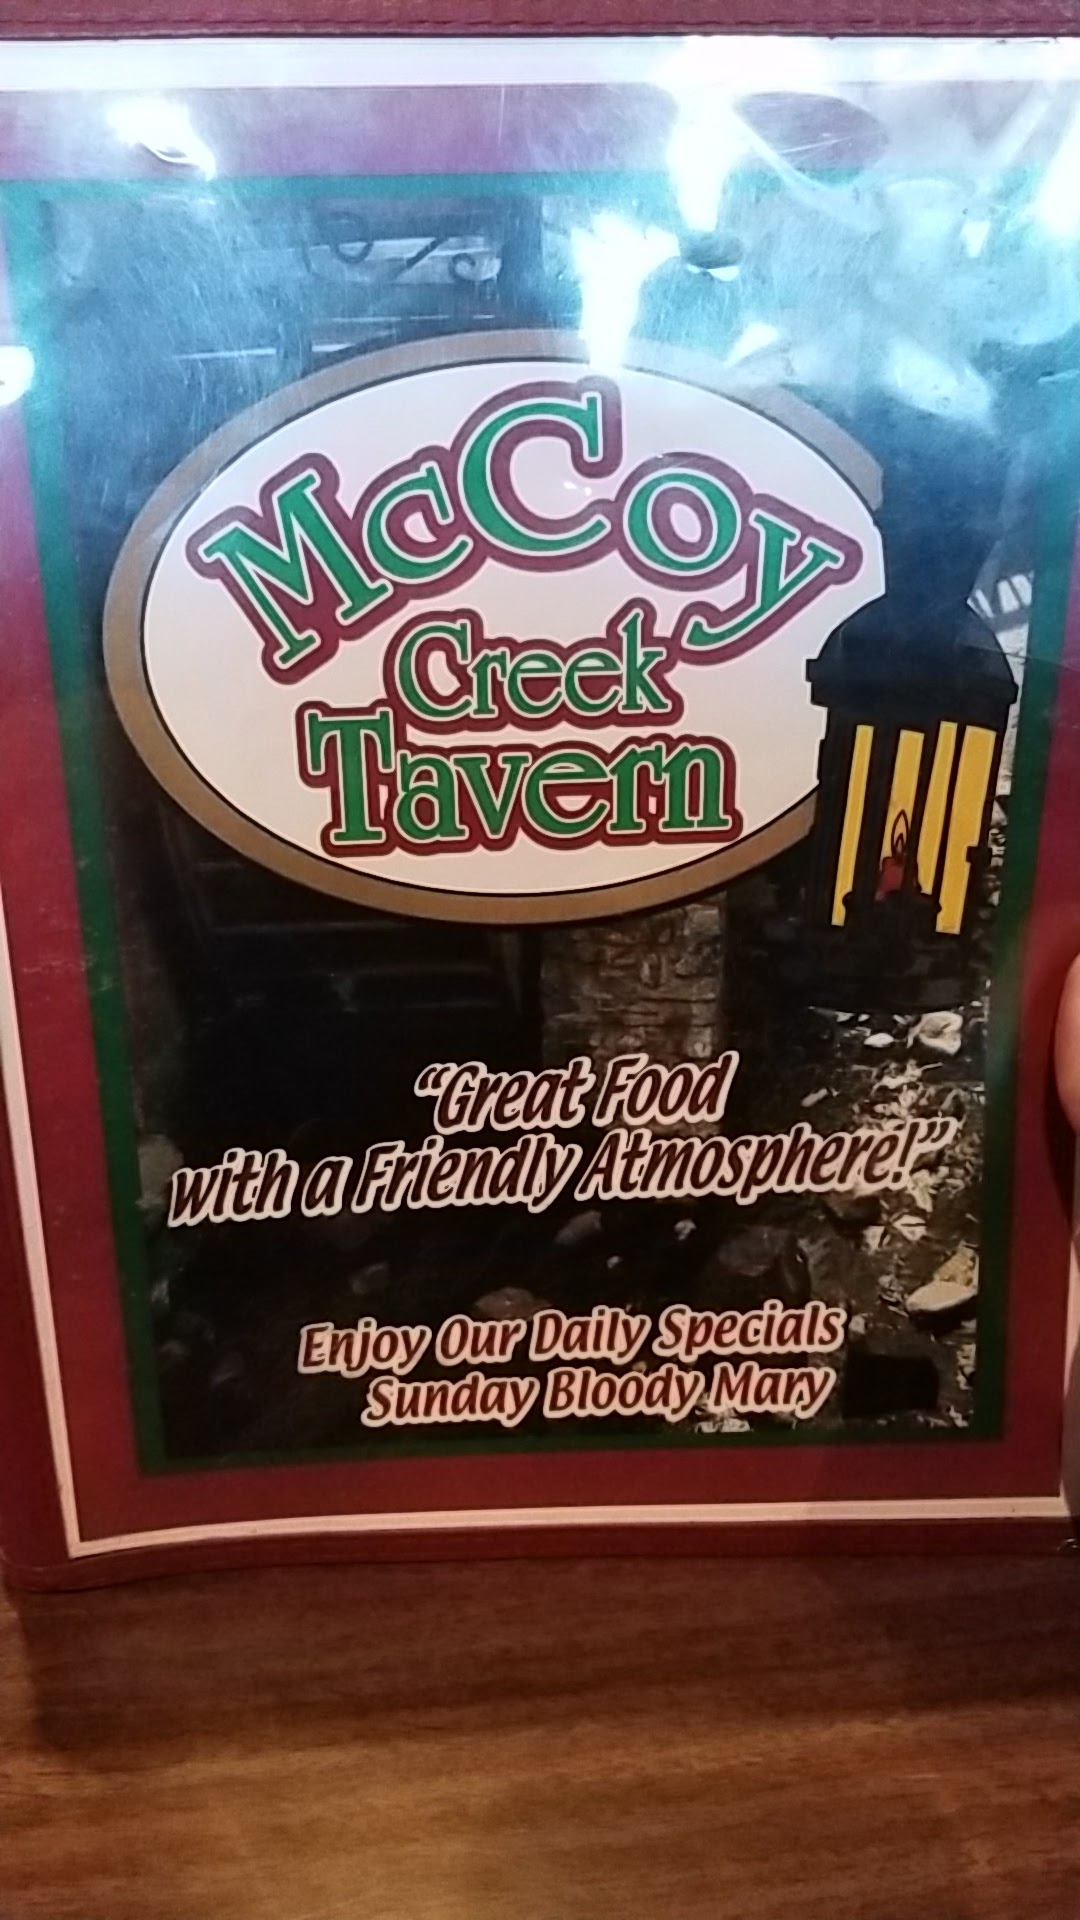 McCoy
Creek
Tavern
“Great Food
with a Friendly Atmosphere!”
Enjoy Our Daily Specials
Sunday Bloody Mary